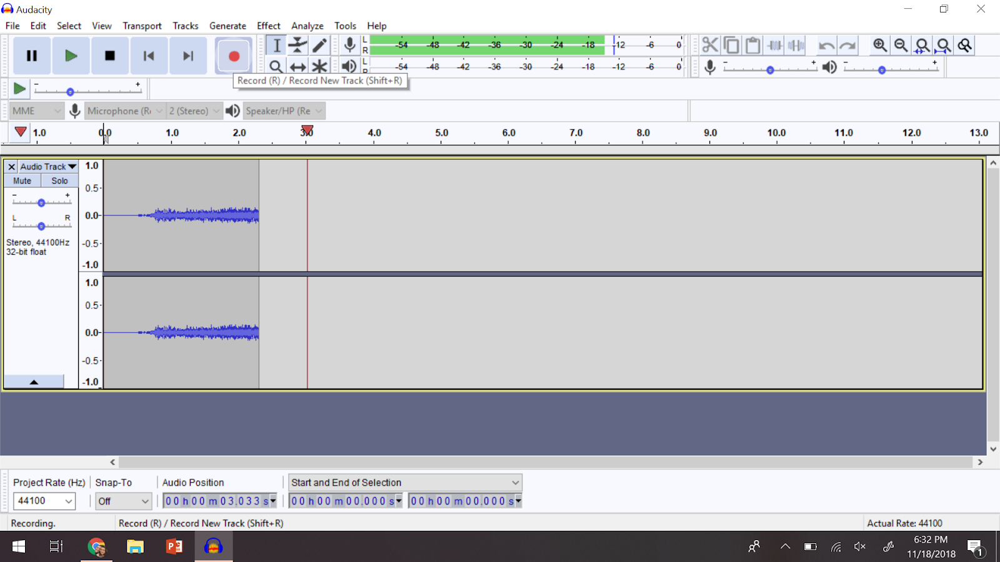 Audacity
File Edit Select View Transport Tracks Generate Effect Analyze Tools Help
L
R
-54 -48 -42 -36 -30 -24 -18 -12 -6 0
L
-54 -48 -42 -36 -30 -24 -18 -12 -6 0
- +
- +
Record (R) / Record New Track (Shift+R)
- +
MME Microphone (R 2 (Stereo) Speaker/HP (Re
1.0 0.0 1.0 2.0 3.0 4.0 5.0 6.0 7.0 8.0 9.0 10.0 11.0 12.0 13.0
X Audio Track
Mute Solo
- +
L R
Stereo, 44100Hz
32-bit float
1.0
0.5-
0.0-
-0.5-
-1.0
1.0
0.5-
0.0-
-0.5-
-1.0
Project Rate (Hz) Snap-To Audio Position Start and End of Selection
44100 Off 00 h 00 m 03.033 s 00 h 00 m 00.000 s 00 h 00 m 00.000 s
Recording. Record (R) / Record New Track (Shift+R) Actual Rate: 44100
6:32 PM
11/18/2018
1